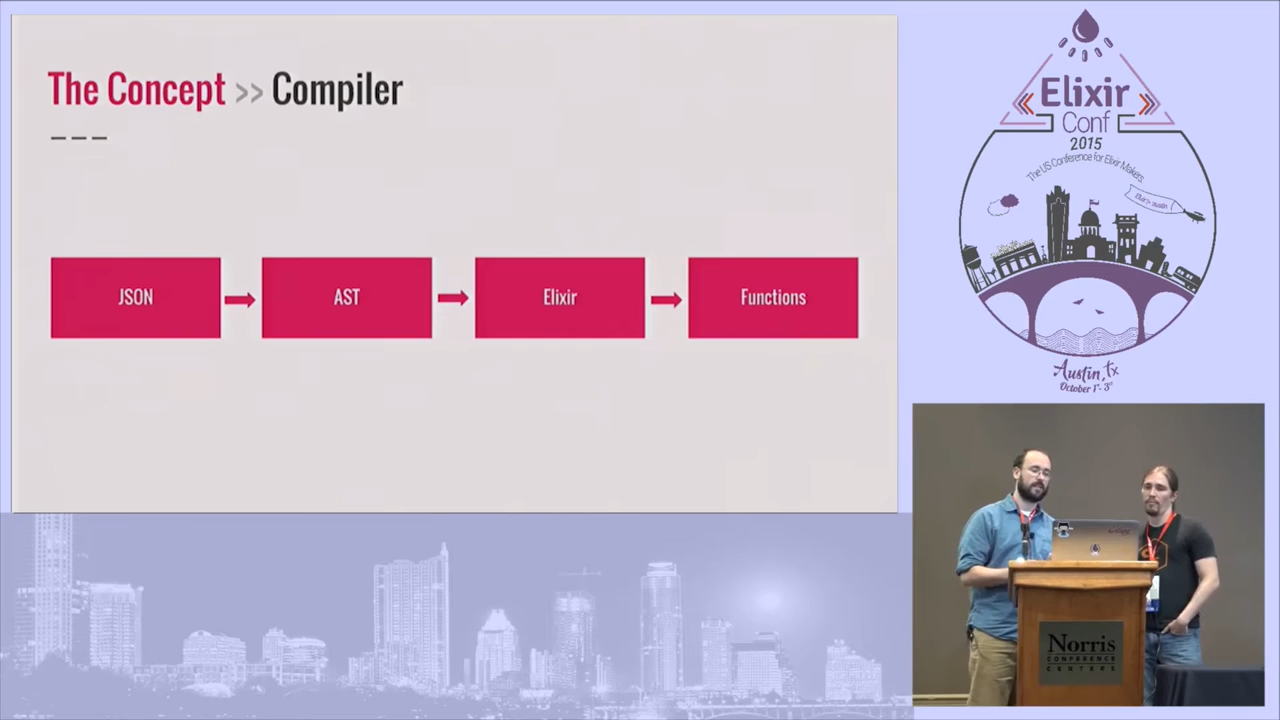 The Concept >> Compiler
JSON
AST
Elixir
Functions
Elixir
Conf
2015
The US Conference for Elixir Makers
Austin, Tx
October 1st - 3rd
Norris
CONFERENCE
CENTERS